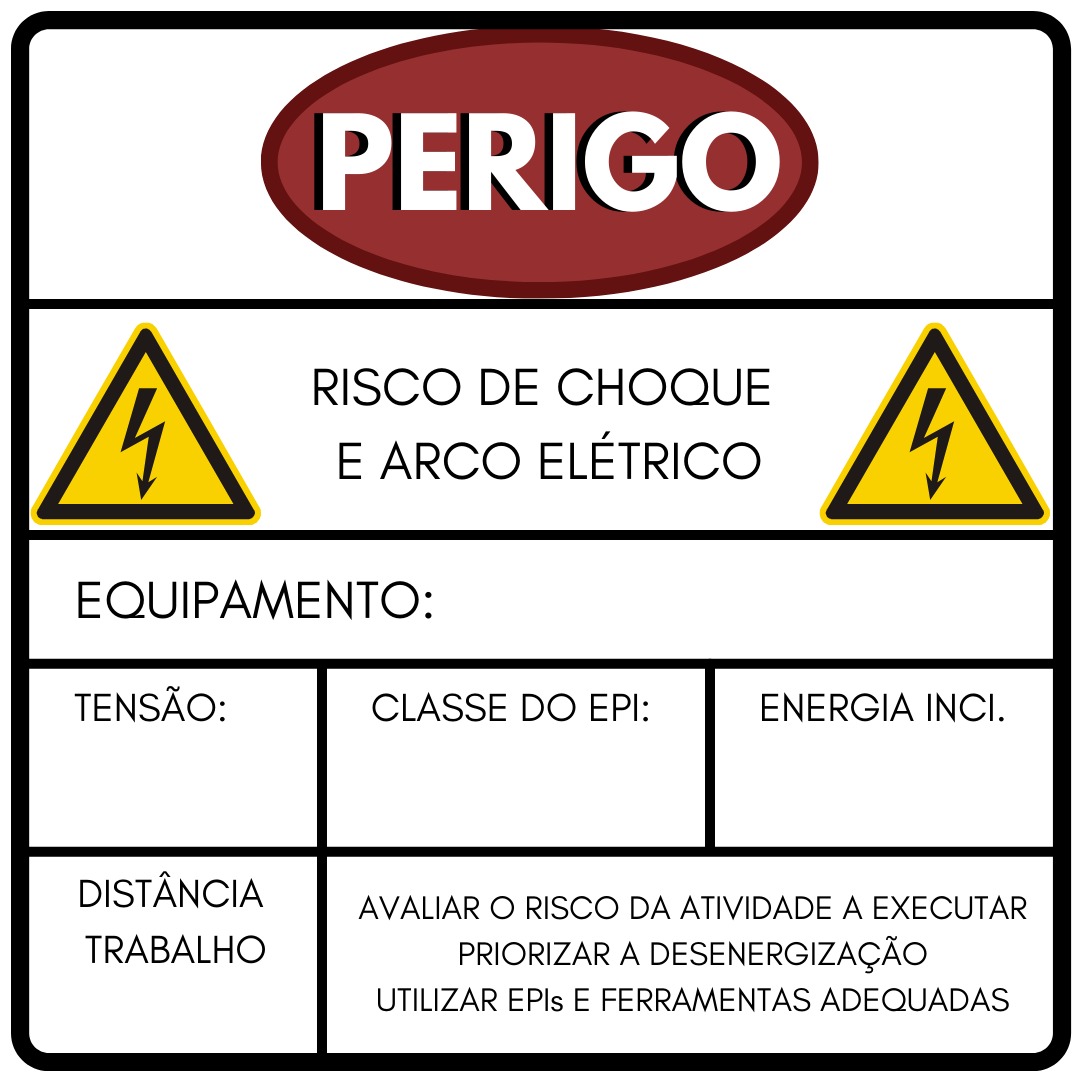 PERIGO
RISCO DE CHOQUE
E ARCO ELÉTRICO
EQUIPAMENTO:
TENSÃO:
CLASSE DO EPI:
ENERGIA INCI.
DISTÂNCIA
TRABALHO
AVALIAR O RISCO DA ATIVIDADE A EXECUTAR
PRIORIZAR A DESENERGIZAÇÃO
UTILIZAR EPIs E FERRAMENTAS ADEQUADAS